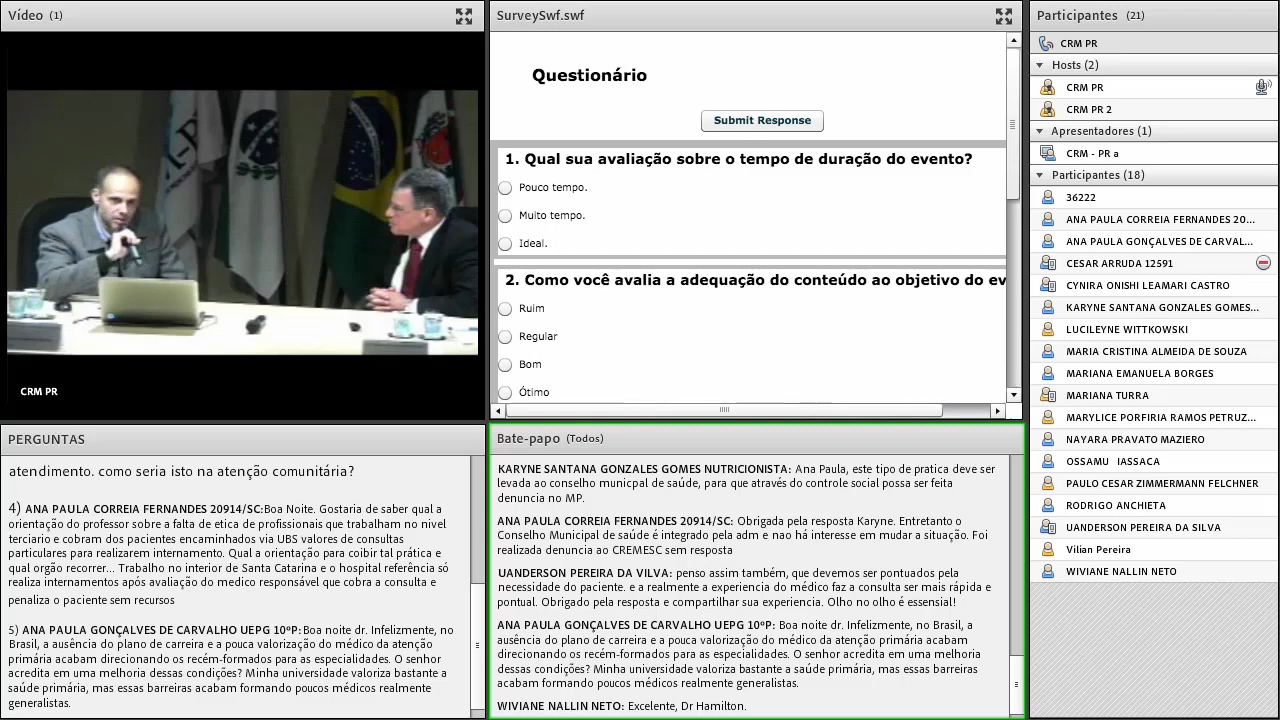 Vídeo (1)
CRM PR
SurveySwf.swf
Questionário
Submit Response
1. Qual sua avaliação sobre o tempo de duração do evento?
Pouco tempo.
Muito tempo.
Ideal.
2. Como você avalia a adequação do conteúdo ao objetivo do ev
Ruim
Regular
Bom
Ótimo
Participantes (21)
CRM PR
Hosts (2)
CRM PR
CRM PR 2
Apresentadores (1)
CRM - PR a
Participantes (18)
36222
ANA PAULA CORREIA FERNANDES 20...
ANA PAULA GONÇALVES DE CARVAL...
CESAR ARRUDA 12591
CYNIRA ONISHI LEAMARI CASTRO
KARYNE SANTANA GONZALES GOMES...
LUCILEYNE WITTKOWSKI
MARIA CRISTINA ALMEIDA DE SOUZA
MARIANA EMANUELA BORGES
MARIANA TURRA
MARYLICE PORFIRIA RAMOS PETRUZ...
NAYARA PRAVATO MAZIERO
OSSAMU IASSACA
PAULO CESAR ZIMMERMANN FELCHNER
RODRIGO ANCHIETA
UANDERSON PEREIRA DA SILVA
Vilian Pereira
WIVIANE NALLIN NETO
PERGUNTAS
atendimento. como seria isto na atenção comunitária?
4) ANA PAULA CORREIA FERNANDES 20914/SC:Boa Noite. Gostaria de saber qual a
orientação do professor sobre a falta de etica de profissionais que trabalham no nivel
terciario e cobram dos pacientes encaminhados via UBS valores de consultas
particulares para realizarem internamento. Qual a orientação para coibir tal prática e
qual orgão recorrer... Trabalho no interior de Santa Catarina e o hospital referência só
realiza internamentos após avaliação do medico responsável que cobra a consulta e
penaliza o paciente sem recursos
5) ANA PAULA GONÇALVES DE CARVALHO UEPG 10ºP:Boa noite dr. Infelizmente, no
Brasil, a ausência do plano de carreira e a pouca valorização do médico da atenção
primária acabam direcionando os recém-formados para as especialidades. O senhor
acredita em uma melhoria dessas condições? Minha universidade valoriza bastante a
saúde primária, mas essas barreiras acabam formando poucos médicos realmente
generalistas.
Bate-papo (Todos)
KARYNE SANTANA GONZALES GOMES NUTRICIONISTA: Ana Paula, este tipo de pratica deve ser
levada ao conselho municpal de saúde, para que através do controle social possa ser feita
denuncia no MP.
ANA PAULA CORREIA FERNANDES 20914/SC: Obrigada pela resposta Karyne. Entretanto o
Conselho Municipal de saúde é integrado pela adm e não há interesse em mudar a situação. Foi
realizada denuncia ao CREMESC sem resposta
UANDERSON PEREIRA DA VILVA: penso assim também, que devemos ser pontuados pela
necessidade do paciente. e a realmente a experiencia do médico faz a consulta ser mais rápida e
pontual. Obrigado pela resposta e compartilhar sua experiencia. Olho no olho é essensial!
ANA PAULA GONÇALVES DE CARVALHO UEPG 10ºP: Boa noite dr. Infelizmente, no Brasil, a
ausência do plano de carreira e a pouca valorização do médico da atenção primária acabam
direcionando os recém-formados para as especialidades. O senhor acredita em uma melhoria
dessas condições? Minha universidade valoriza bastante a saúde primária, mas essas barreiras
acabam formando poucos médicos realmente generalistas.
WIVIANE NALLIN NETO: Excelente, Dr Hamilton.